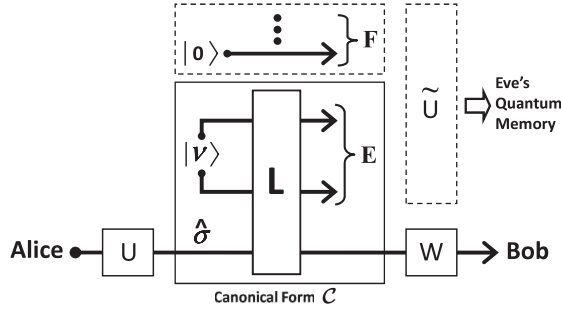 |0⟩
F
Ũ
Eve's
Quantum
Memory
|ν⟩
L
E
σ̂
Alice
U
W
Bob
Canonical Form C